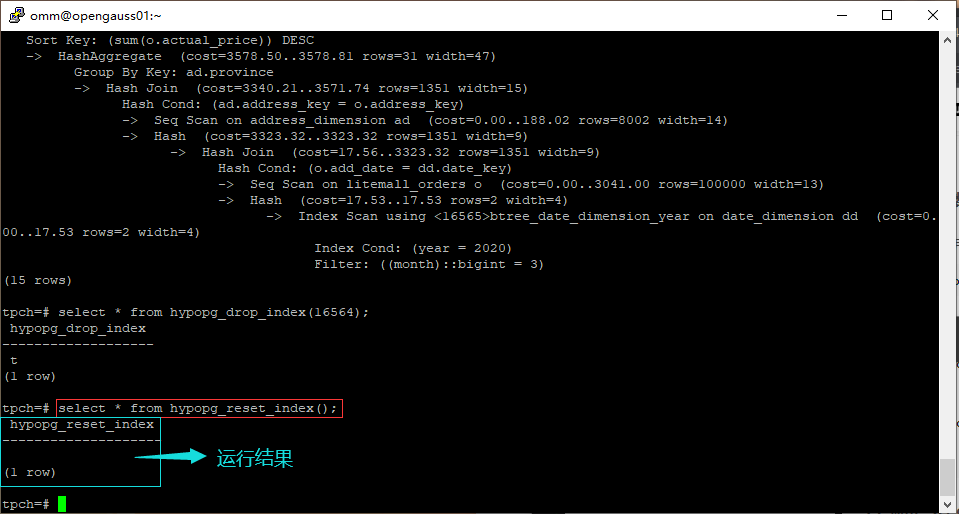 omm@opengauss01:~
Sort Key: (sum(o.actual_price)) DESC
->  HashAggregate  (cost=3578.50..3578.81 rows=31 width=47)
Group By Key: ad.province
->  Hash Join  (cost=3340.21..3571.74 rows=1351 width=15)
Hash Cond: (ad.address_key = o.address_key)
->  Seq Scan on address_dimension ad  (cost=0.00..188.02 rows=8002 width=14)
->  Hash  (cost=3323.32..3323.32 rows=1351 width=9)
->  Hash Join  (cost=17.56..3323.32 rows=1351 width=9)
Hash Cond: (o.add_date = dd.date_key)
->  Seq Scan on litemall_orders o  (cost=0.00..3041.00 rows=100000 width=13)
->  Hash  (cost=17.53..17.53 rows=2 width=4)
->  Index Scan using <16565>btree_date_dimension_year on date_dimension dd  (cost=0.
00..17.53 rows=2 width=4)
Index Cond: (year = 2020)
Filter: ((month)::bigint = 3)
(15 rows)
tpch=# select * from hypopg_drop_index(16564);
hypopg_drop_index
-------------------
t
(1 row)
tpch=# select * from hypopg_reset_index();
hypopg_reset_index
--------------------
运行结果
(1 row)
tpch=#